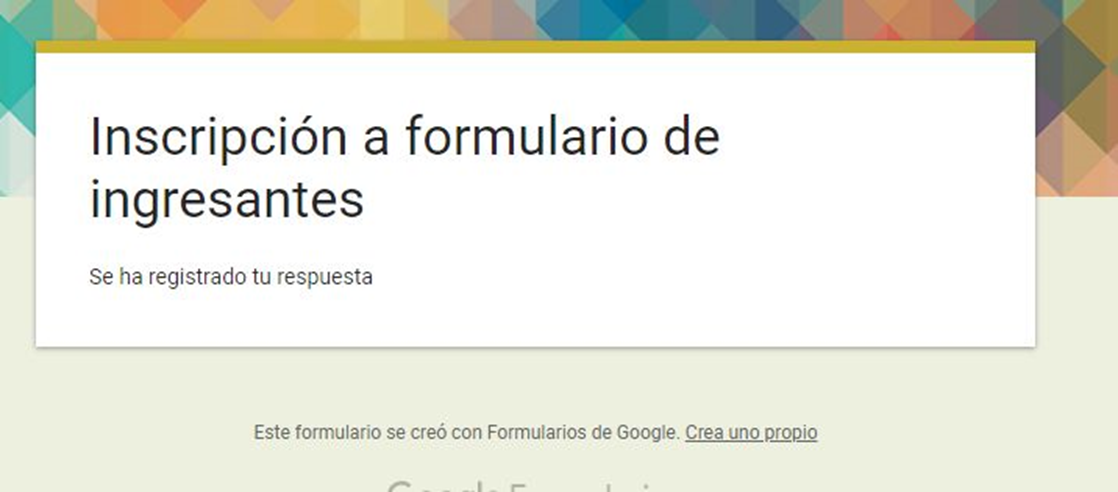 Inscripción a formulario de
ingresantes
Se ha registrado tu respuesta
Este formulario se creó con Formularios de Google. Crea uno propio